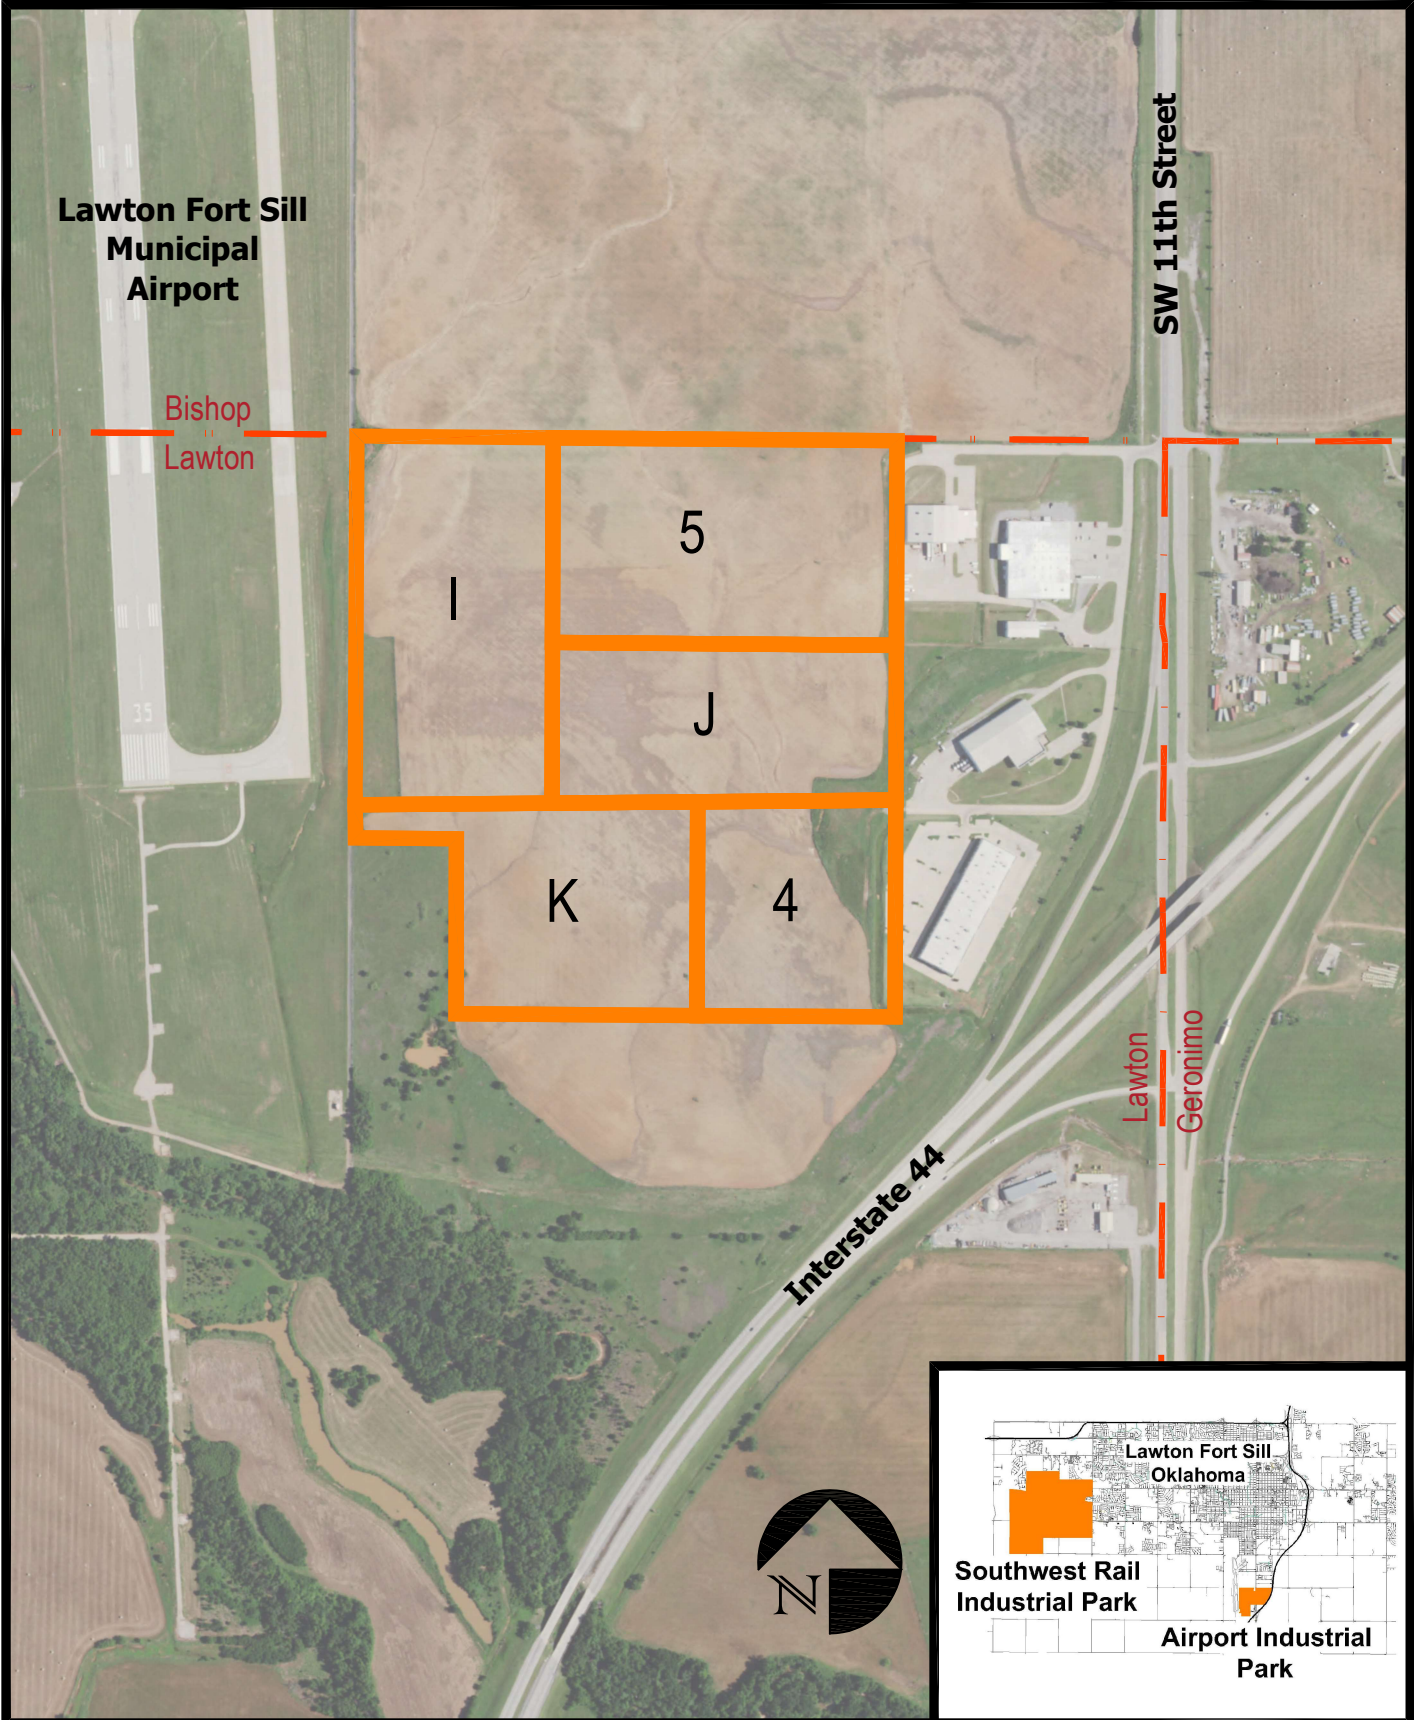 SW 11th Street
Lawton Fort Sill
Municipal
Airport
Bishop
Lawton
5
I
35
J
K
4
Lawton
Geronimo
Interstate 44
N
Lawton Fort Sill
Oklahoma
Southwest Rail
Industrial Park
Airport Industrial
Park